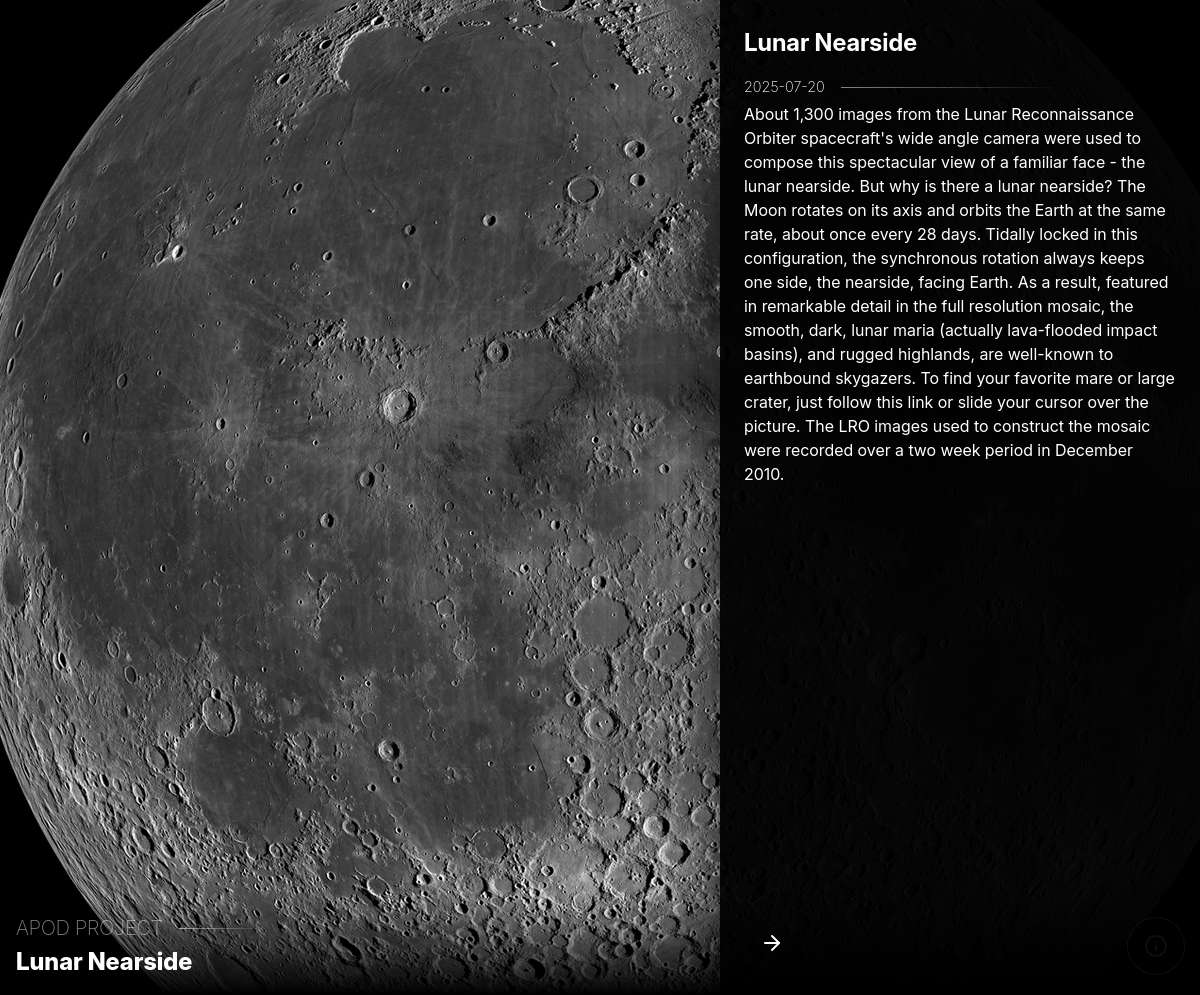 Lunar Nearside
2025-07-20
About 1,300 images from the Lunar Reconnaissance
Orbiter spacecraft's wide angle camera were used to
compose this spectacular view of a familiar face - the
lunar nearside. But why is there a lunar nearside? The
Moon rotates on its axis and orbits the Earth at the same
rate, about once every 28 days. Tidally locked in this
configuration, the synchronous rotation always keeps
one side, the nearside, facing Earth. As a result, featured
in remarkable detail in the full resolution mosaic, the
smooth, dark, lunar maria (actually lava-flooded impact
basins), and rugged highlands, are well-known to
earthbound skygazers. To find your favorite mare or large
crater, just follow this link or slide your cursor over the
picture. The LRO images used to construct the mosaic
were recorded over a two week period in December
2010.
APOD PROJECT
Lunar Nearside